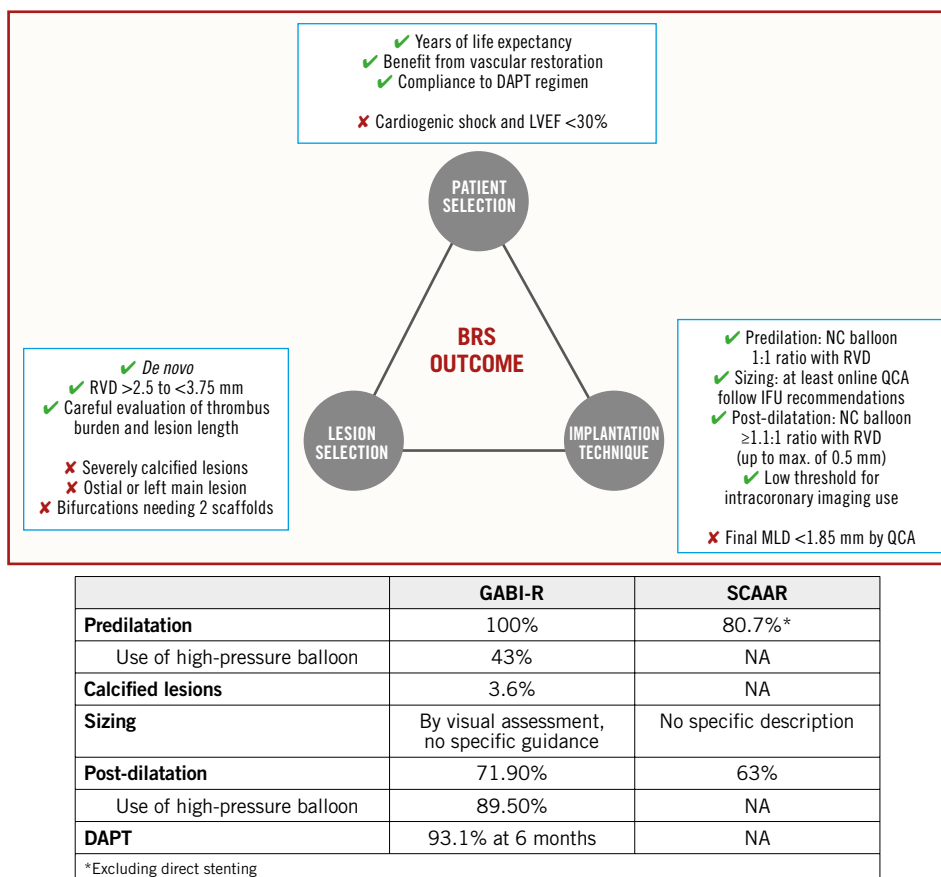 ✔ Years of life expectancy
✔ Benefit from vascular restoration
✔ Compliance to DAPT regimen
✘ Cardiogenic shock and LVEF <30%
PATIENT
SELECTION
BRS
OUTCOME
✔ De novo
✔ RVD >2.5 to <3.75 mm
✔ Careful evaluation of thrombus
burden and lesion length
✘ Severely calcified lesions
✘ Ostial or left main lesion
✘ Bifurcations needing 2 scaffolds
LESION
SELECTION
IMPLANTATION
TECHNIQUE
✔ Predilation: NC balloon
1:1 ratio with RVD
✔ Sizing: at least online QCA
follow IFU recommendations
✔ Post-dilatation: NC balloon
≥1.1:1 ratio with RVD
(up to max. of 0.5 mm)
✔ Low threshold for
intracoronary imaging use
✘ Final MLD <1.85 mm by QCA
GABI-R SCAAR
Predilatation 100% 80.7%*
Use of high-pressure balloon 43% NA
Calcified lesions 3.6% NA
Sizing By visual assessment, No specific description
no specific guidance
Post-dilatation 71.90% 63%
Use of high-pressure balloon 89.50% NA
DAPT 93.1% at 6 months NA
*Excluding direct stenting